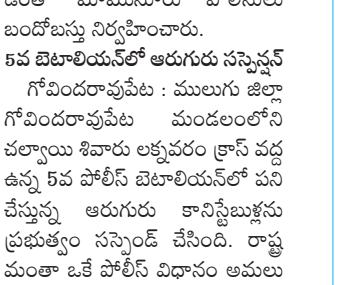 బందోబస్తు నిర్వహించారు.
5వ బెటాలియన్‌లో ఆరుగురు సస్పెన్షన్
గోవిందరావుపేట : ములుగు జిల్లా
గోవిందరావుపేట మండలంలోని
చల్వాయి శివారు లక్నవరం క్రాస్ వద్ద
ఉన్న 5వ పోలీస్ బెటాలియన్‌లో పని
చేస్తున్న ఆరుగురు కానిస్టేబుళ్లను
ప్రభుత్వం సస్పెండ్ చేసింది. రాష్ట్ర
మంతా ఒకే పోలీస్ విధానం అమలు